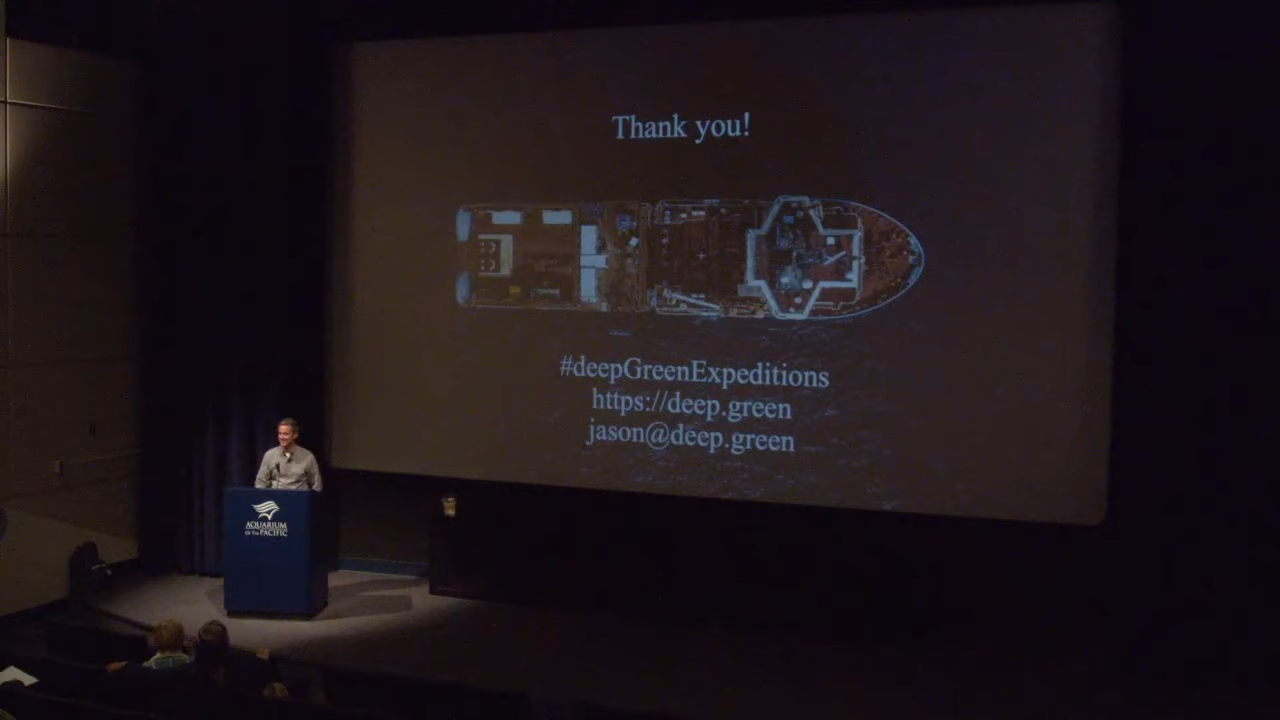 Thank you!
#deepGreenExpeditions
https://deep.green
jason@deep.green
AQUARIUM
OF THE PACIFIC